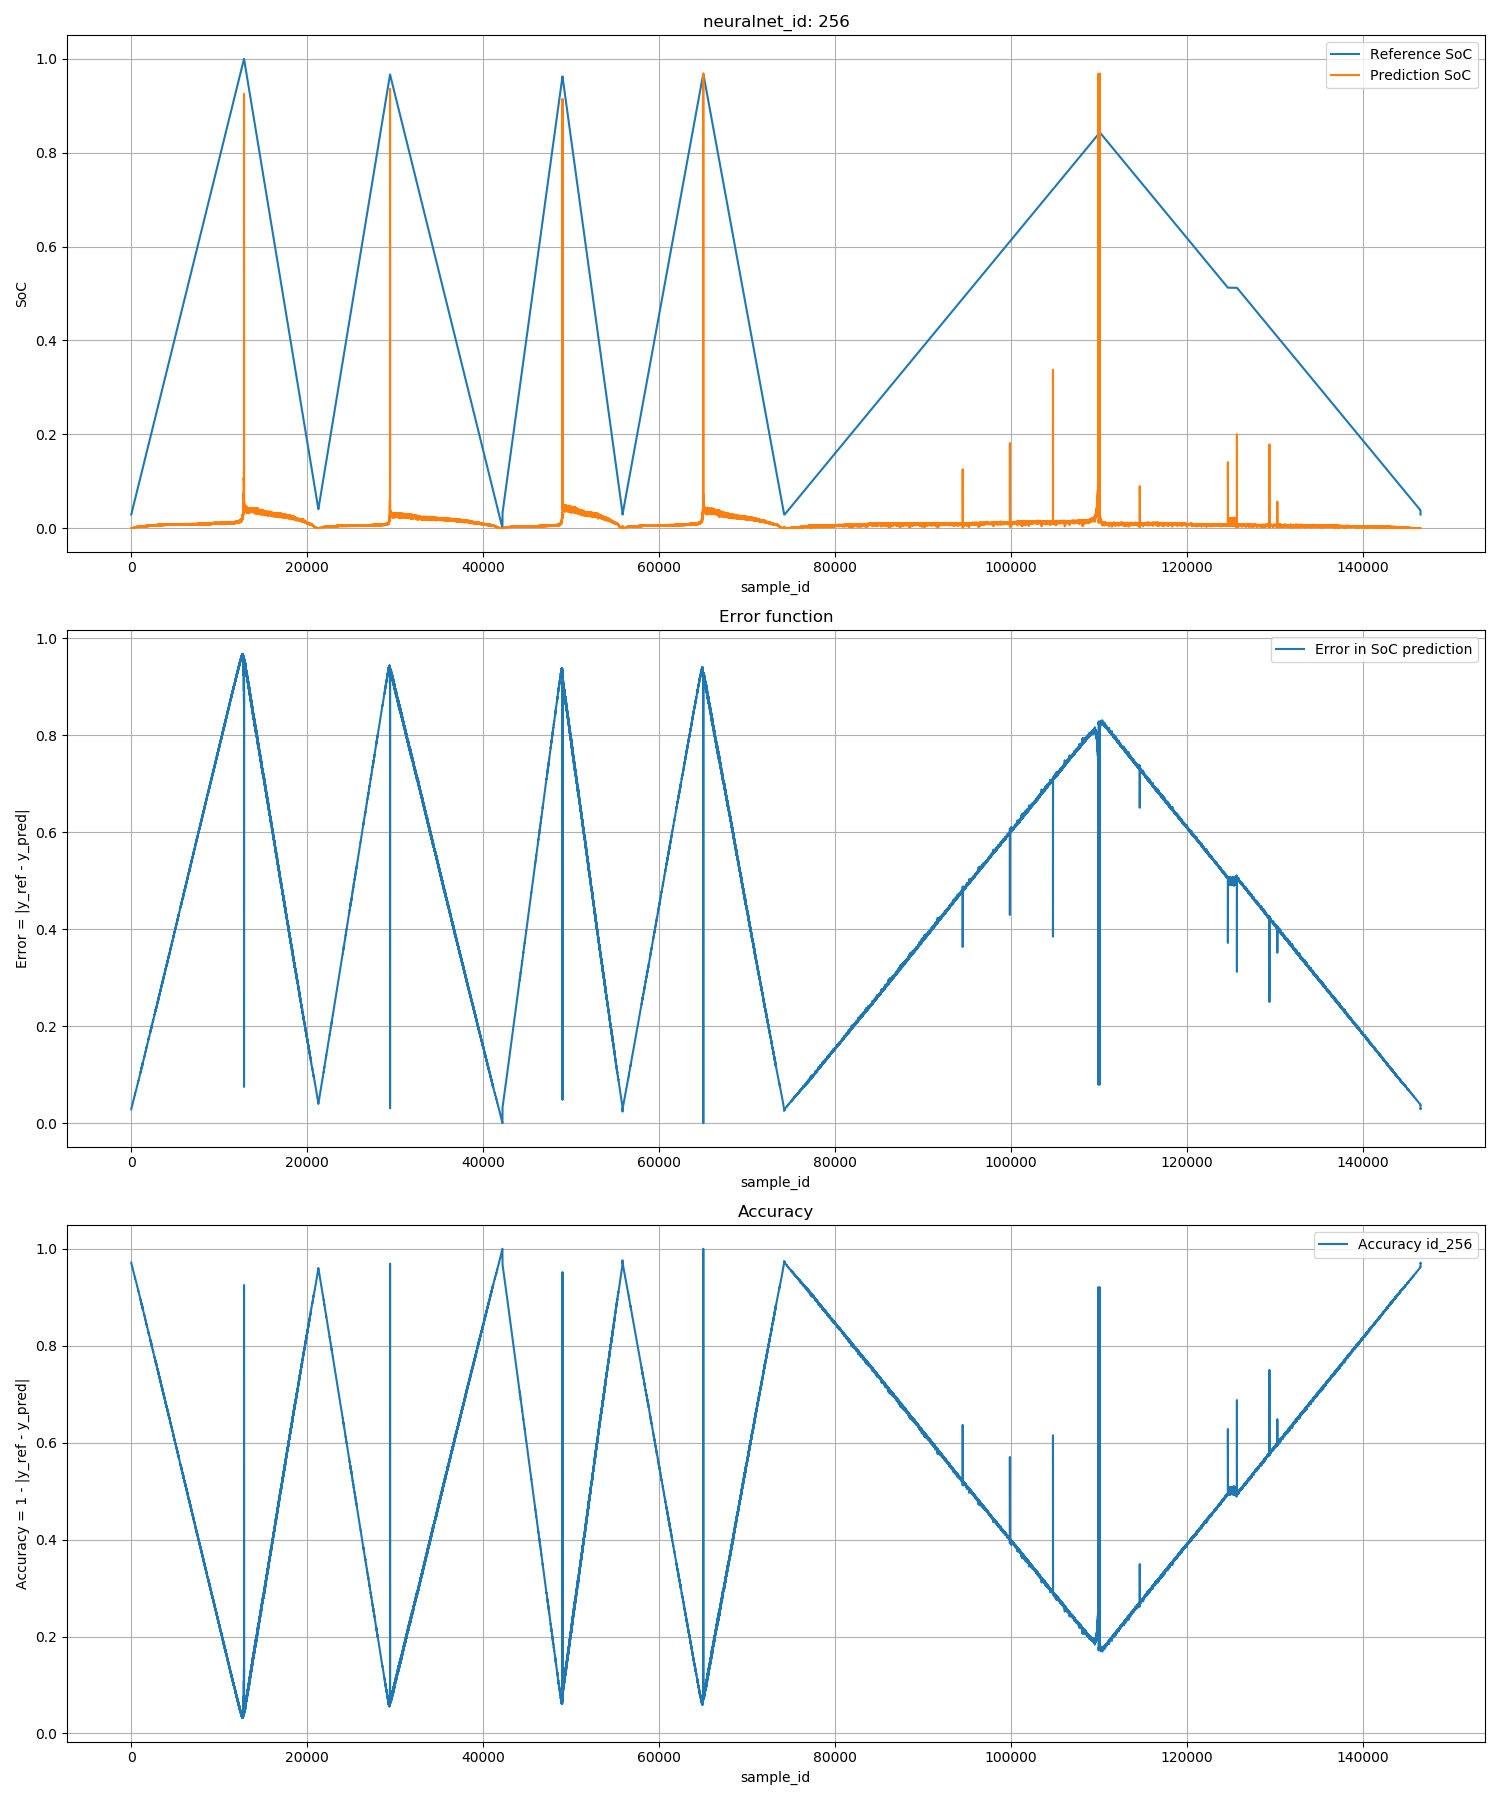 neuralnet_id: 256
Reference SoC
Prediction SoC
1.0
0.8
0.6
0.4
0.2
0.0
SoC
0 20000 40000 60000 80000 100000 120000 140000
sample_id
Error function
Error in SoC prediction
1.0
0.8
0.6
0.4
0.2
0.0
Error = |y_ref - y_pred|
0 20000 40000 60000 80000 100000 120000 140000
sample_id
Accuracy
Accuracy id_256
1.0
0.8
0.6
0.4
0.2
0.0
Accuracy = 1 - |y_ref - y_pred|
0 20000 40000 60000 80000 100000 120000 140000
sample_id